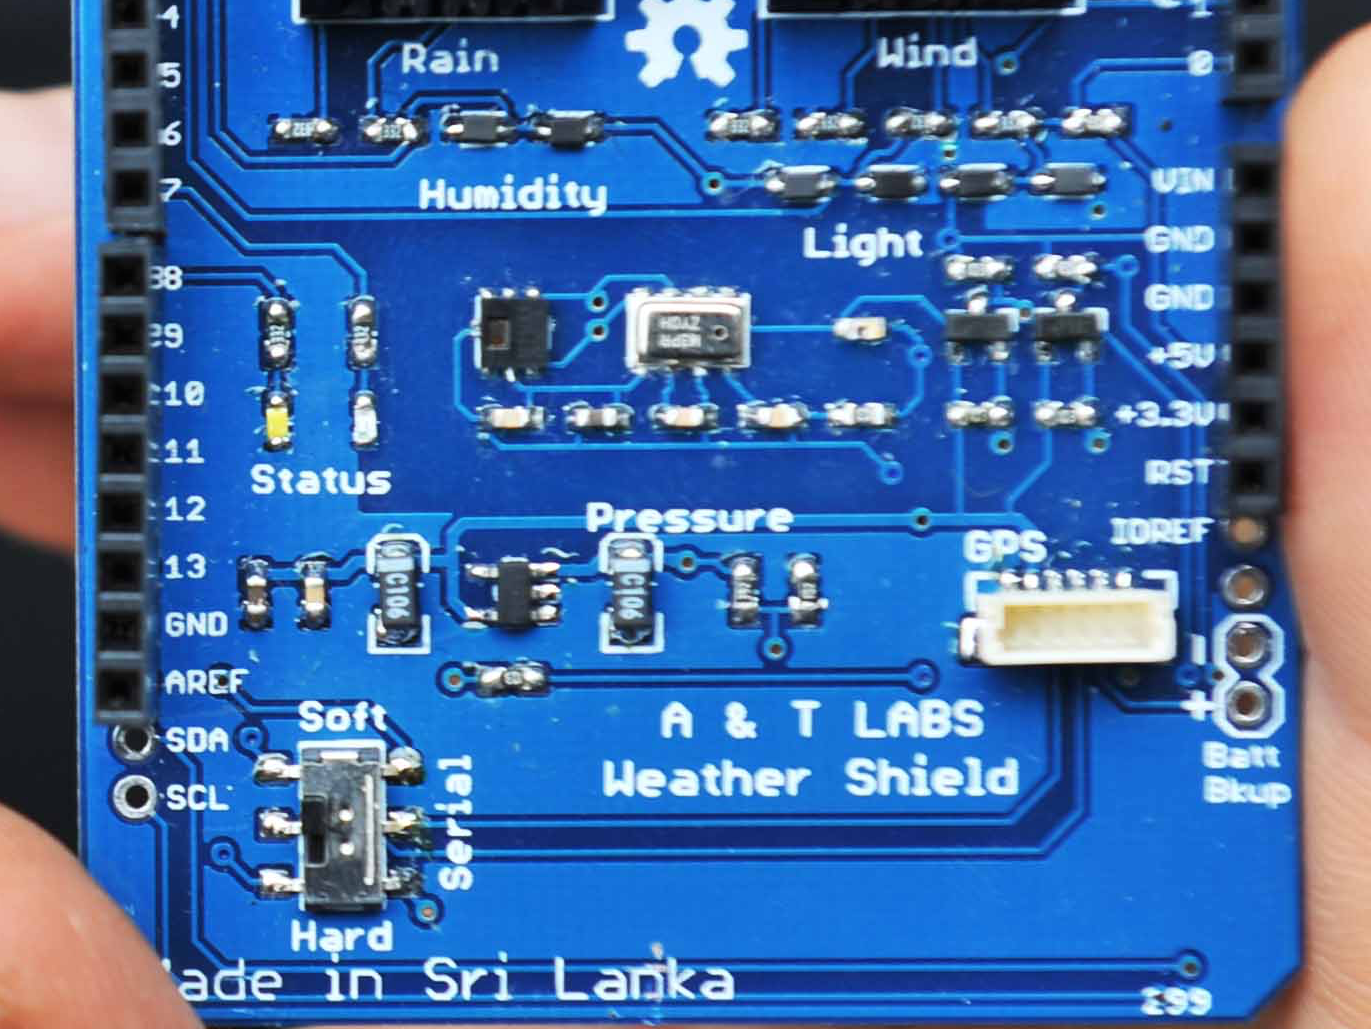 4
5
6
7
8
9
10
11
12
13
GND
AREF
SDA
SCL
Rain
Wind
Humidity
Light
Status
Pressure
GPS
0
VIN
GND
GND
+5V
+3.3V
RST
IOREF
332
332
C106
C106
Soft
Serial
Hard
A & T LABS
Weather Shield
-
+
Batt
Bkup
ade in Sri Lanka